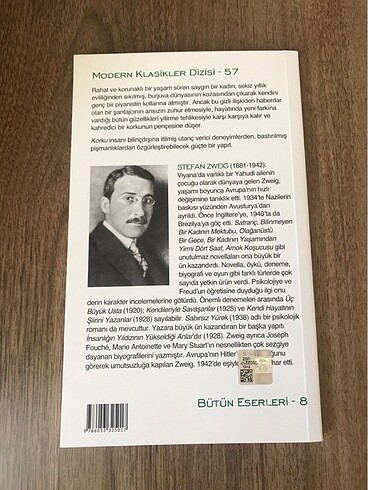 MODERN KLASİKLER DİZİSİ - 57
Rahat ve korunaklı bir yaşam süren saygın bir kadın, sekiz yıllık
evliliğinden sıkılmış, burjuva dünyasının kozasından çıkarak kendini
genç bir piyanistin kollarına atmıştır. Ancak bu gizli ilişkiden haberdar
olan bir şantajcının ansızın zuhur etmesiyle, hayatında yeni farkına
vardığı bütün güzellikleri yitirme tehlikesiyle karşı karşıya kalır ve
kahredici bir korkunun pençesine düşer.
Korku insanı bilinçdışına itilmiş utanç verici deneyimlerden, bastırılmış
pişmanlıklardan özgürleştirebilecek güçte bir yapıt.
STEFAN ZWEIG (1881-1942):
Viyana'da varlıklı bir Yahudi ailenin
çocuğu olarak dünyaya gelen Zweig,
yaşamı boyunca Avrupa'nın hızlı
değişimine tanıklık etti. 1934'te Nazilerin
baskısı yüzünden Avusturya'dan
ayrıldı. Önce İngiltere'ye, 1940'ta da
Brezilya'ya göç etti. Satranç, Bilinmeyen
Bir Kadının Mektubu, Olağanüstü
Bir Gece, Bir Kadının Yaşamından
Yirmi Dört Saat, Amok Koşucusu gibi
unutulmaz novellaları ona büyük bir
ün kazandırdı. Novella, öykü, deneme,
biyografi ve oyun gibi farklı türlerde çok
sayıda yetkin ürün verdi. Psikolojiye ve
Freud'un öğretisine duyduğu ilgi onu
derin karakter incelemelerine götürdü. Önemli denemeleri arasında Üç
Büyük Usta (1920); Kendileriyle Savaşanlar (1925) ve Kendi Hayatının
Şiirini Yazanlar (1928) sayılabilir. Sabırsız Yürek (1938) adlı bir psikolojik
romanı da mevcuttur. Yazara büyük ün kazandıran bir başka yapıtı
İnsanlığın Yıldızının Yükseldiği Anlar'dır (1928). Zweig ayrıca Joseph
Fouché, Marie Antoinette ve Mary Stuart'ın nesnellikten çok sezgiye
dayanan biyografilerini yazmıştır. Avrupa'nın Hitler
görerek umutsuzluğa kapılan Zweig, 1942'de eşiyle etti.
BÜTÜN ESERLERİ - 8
9 786053 325017